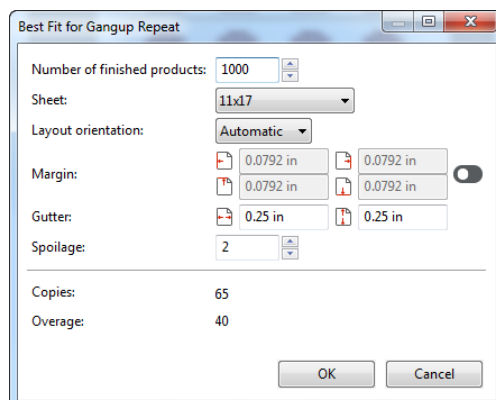 Best Fit for Gangup Repeat
Number of finished products: 1000
Sheet: 11x17
Layout orientation: Automatic
Margin: 0.0792 in 0.0792 in
0.0792 in 0.0792 in
Gutter: 0.25 in 0.25 in
Spoilage: 2
Copies: 65
Overage: 40
OK Cancel